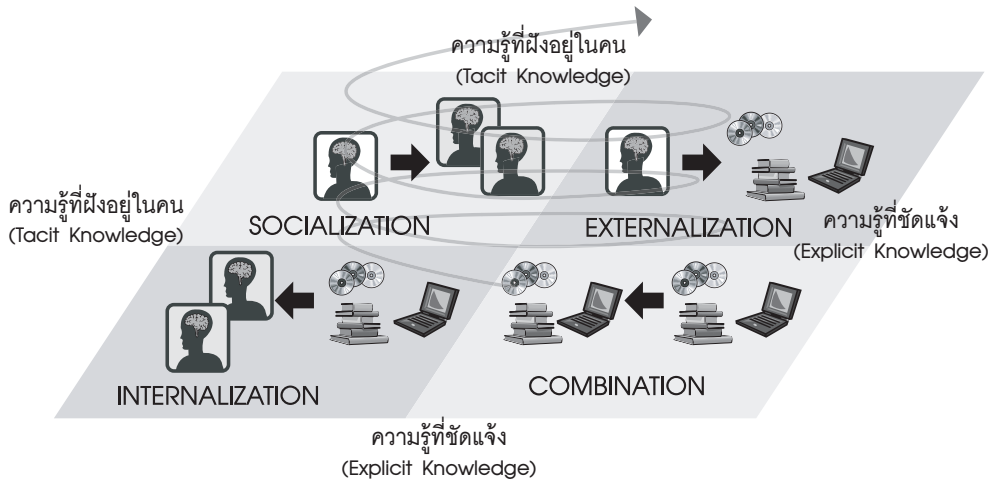 ความรู้ที่ฝังอยู่ในคน
(Tacit Knowledge)
ความรู้ที่ฝังอยู่ในคน
(Tacit Knowledge)
SOCIALIZATION
EXTERNALIZATION
ความรู้ที่ชัดแจ้ง
(Explicit Knowledge)
INTERNALIZATION
COMBINATION
ความรู้ที่ชัดแจ้ง
(Explicit Knowledge)